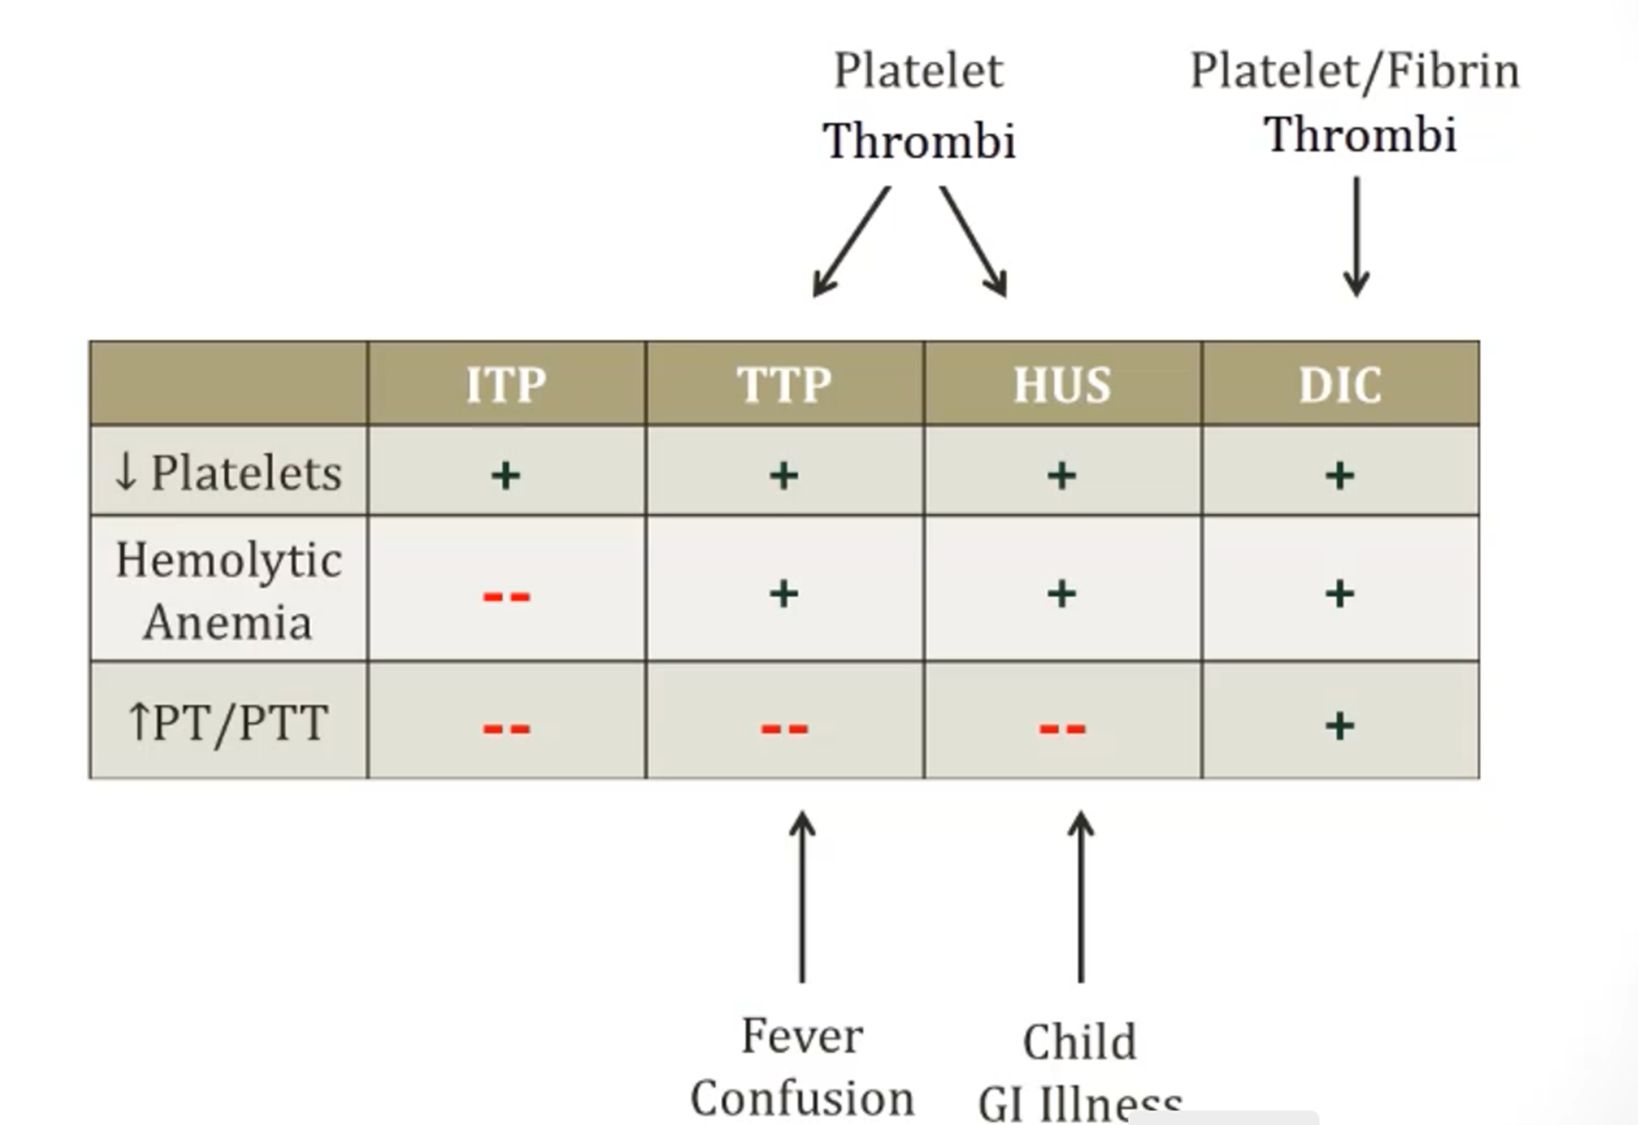 Platelet
Thrombi
Platelet/Fibrin
Thrombi
ITP TTP HUS DIC
↓ Platelets + + + +
Hemolytic
Anemia -- + + +
↑PT/PTT -- -- -- +
Fever
Confusion
Child
GI Illness